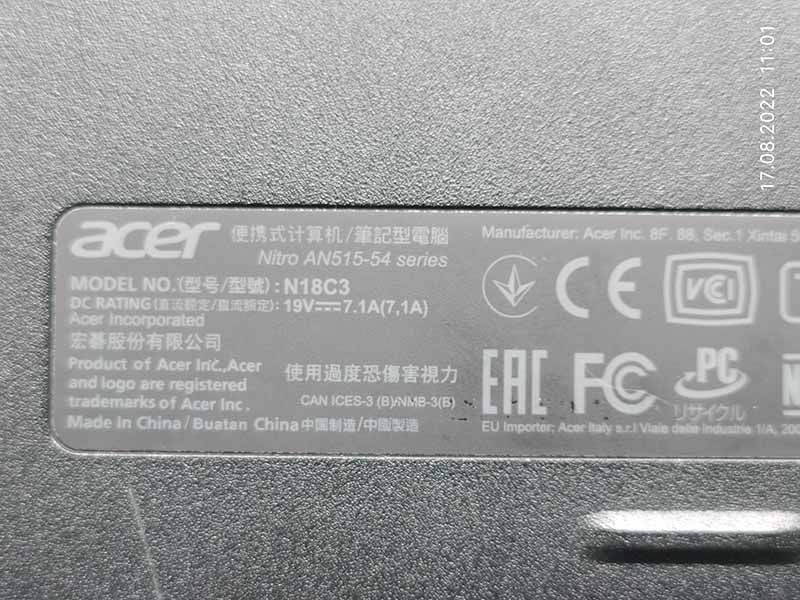 17.08.2022 11:01
acer 便携式计算机/筆記型電腦
Nitro AN515-54 series
MODEL NO.(型号/型號) : N18C3
DC RATING(直流额定/直流額定): 19V⎓7.1A(7,1A)
Acer Incorporated
宏碁股份有限公司
Product of Acer Inc.,Acer
and logo are registered
trademarks of Acer Inc .
Made in China / Buatan China 中国制造/中國製造
使用過度恐傷害視力
CAN ICES-3 (B)/NMB-3(B)
Manufacturer: Acer Inc. 8F. 88, Sec.1 Xintai 5
CE VCI
EAC FC PC
リサイクル
EU Importer: Acer Italy s.r.l Viale delle Industrie 1/A, 200